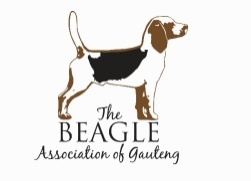 The
BEAGLE
Association of Gauteng